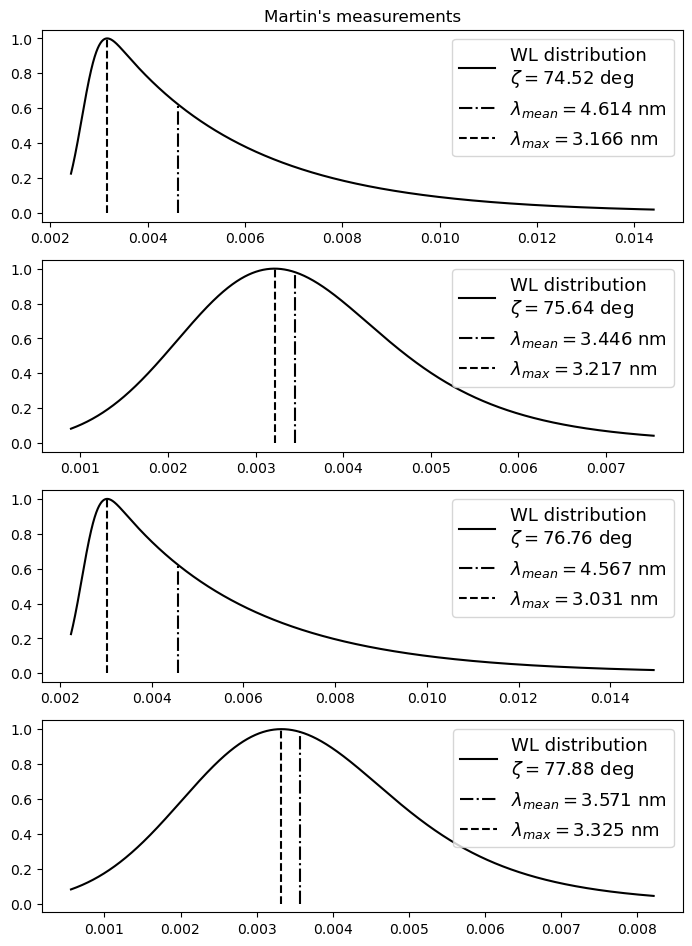 Martin's measurements
1.0
0.8
0.6
0.4
0.2
0.0
WL distribution
ζ = 74.52 deg
λmean = 4.614 nm
λmax = 3.166 nm
0.002 0.004 0.006 0.008 0.010 0.012 0.014
1.0
0.8
0.6
0.4
0.2
0.0
WL distribution
ζ = 75.64 deg
λmean = 3.446 nm
λmax = 3.217 nm
0.001 0.002 0.003 0.004 0.005 0.006 0.007
1.0
0.8
0.6
0.4
0.2
0.0
WL distribution
ζ = 76.76 deg
λmean = 4.567 nm
λmax = 3.031 nm
0.002 0.004 0.006 0.008 0.010 0.012 0.014
1.0
0.8
0.6
0.4
0.2
0.0
WL distribution
ζ = 77.88 deg
λmean = 3.571 nm
λmax = 3.325 nm
0.001 0.002 0.003 0.004 0.005 0.006 0.007 0.008